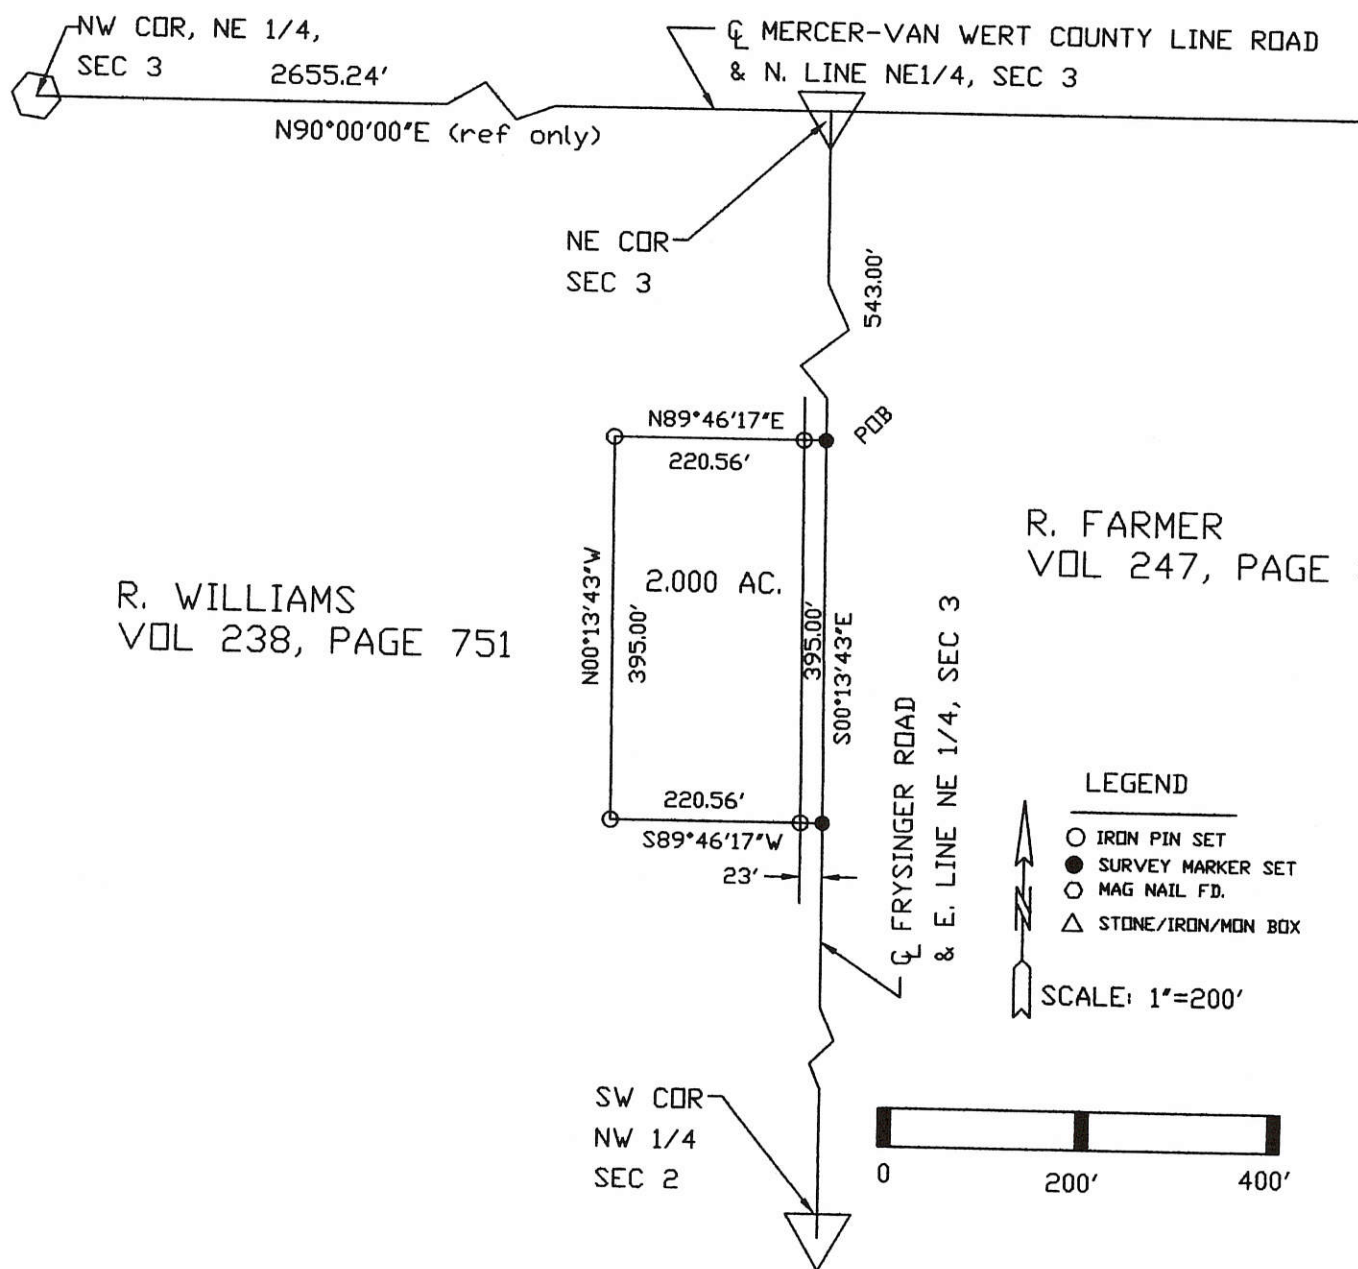 NW COR, NE 1/4,
SEC 3
2655.24'
N90°00'00"E (ref only)
℄ MERCER-VAN WERT COUNTY LINE ROAD
& N. LINE NE1/4, SEC 3
NE COR
SEC 3
543.00'
POB
N89°46'17"E
220.56'
R. FARMER
VOL 247, PAGE
R. WILLIAMS
VOL 238, PAGE 751
N00°13'43"W
395.00'
2.000 AC.
395.00'
S00°13'43"E
220.56'
S89°46'17"W
23'
℄ FRYSINGER ROAD
& E. LINE NE 1/4, SEC 3
LEGEND
IRON PIN SET
SURVEY MARKER SET
MAG NAIL FD.
STONE/IRON/MON BOX
N
SCALE: 1"=200'
SW COR
NW 1/4
SEC 2
0 200' 400'